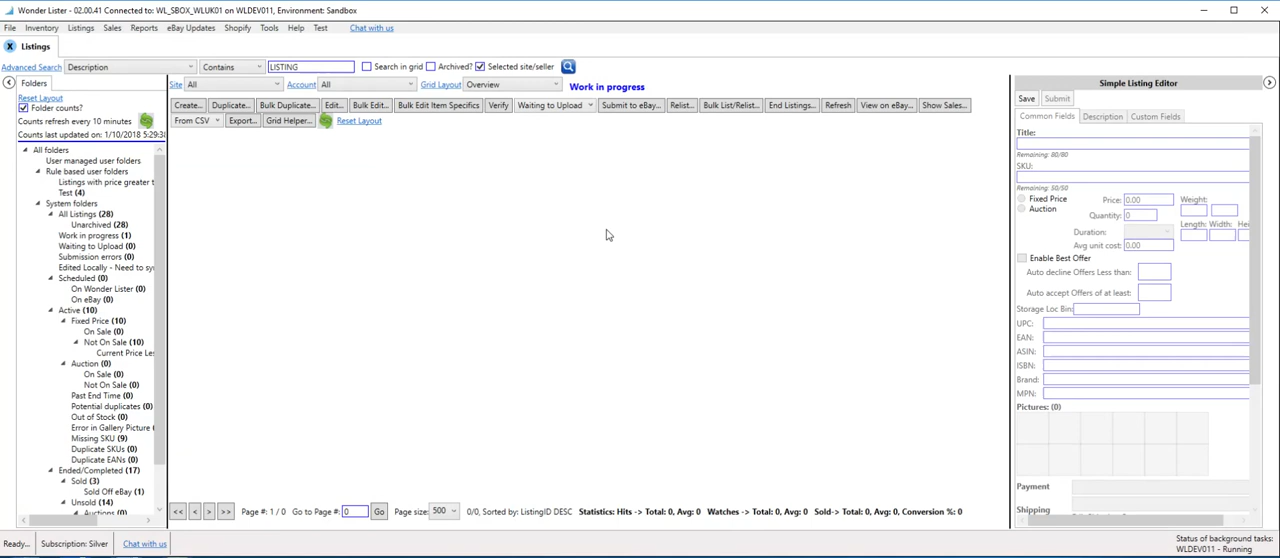 Wonder Lister - 02.00.41 Connected to: WL_SBOX_WLUK01 on WLDEV011, Environment: Sandbox
File Inventory Listings Sales Reports eBay Updates Shopify Tools Help Test Chat with us
X Listings
Advanced Search Description Contains LISTING Search in grid Archived? Selected site/seller
Folders
Site All Account All Grid Layout Overview Work in progress
Reset Layout
Folder counts?
Counts refresh every 10 minutes
Counts last updated on: 1/10/2018 5:29:38
Create... Duplicate... Bulk Duplicate... Edit... Bulk Edit... Bulk Edit Item Specifics Verify Waiting to Upload Submit to eBay... Relist... Bulk List/Relist... End Listings... Refresh View on eBay... Show Sales...
From CSV Export... Grid Helper... Reset Layout
All folders
User managed user folders
Rule based user folders
Listings with price greater t
Test (4)
System folders
All Listings (28)
Unarchived (28)
Work in progress (1)
Waiting to Upload (0)
Submission errors (0)
Edited Locally - Need to sy
Scheduled (0)
On Wonder Lister (0)
On eBay (0)
Active (10)
Fixed Price (10)
On Sale (0)
Not On Sale (10)
Current Price Les
Auction (0)
On Sale (0)
Not On Sale (0)
Past End Time (0)
Potential duplicates (0)
Out of Stock (0)
Error in Gallery Picture (
Missing SKU (9)
Duplicate SKUs (0)
Duplicate EANs (0)
Ended/Completed (17)
Sold (3)
Sold Off eBay (1)
Unsold (14)
Auctions (0)
<< < > >> Page #: 1 / 0 Go to Page #: 0 Go Page size: 500 0/0, Sorted by: ListingID DESC Statistics: Hits -> Total: 0, Avg: 0 Watches -> Total: 0, Avg: 0 Sold-> Total: 0, Avg: 0, Conversion %: 0
Simple Listing Editor
Save Submit
Common Fields Description Custom Fields
Title:
Remaining: 80/80
SKU:
Remaining: 50/50
Fixed Price Price: 0.00 Weight:
Auction Quantity: 0
Length: Width: Hei
Duration:
Avg unit cost: 0.00
Enable Best Offer
Auto decline Offers Less than:
Auto accept Offers of at least:
Storage Loc Bin:
UPC:
EAN:
ASIN:
ISBN:
Brand:
MPN:
Pictures: (0)
Payment
Shipping
Ready... Subscription: Silver Chat with us
Status of background tasks:
WLDEV011 - Running